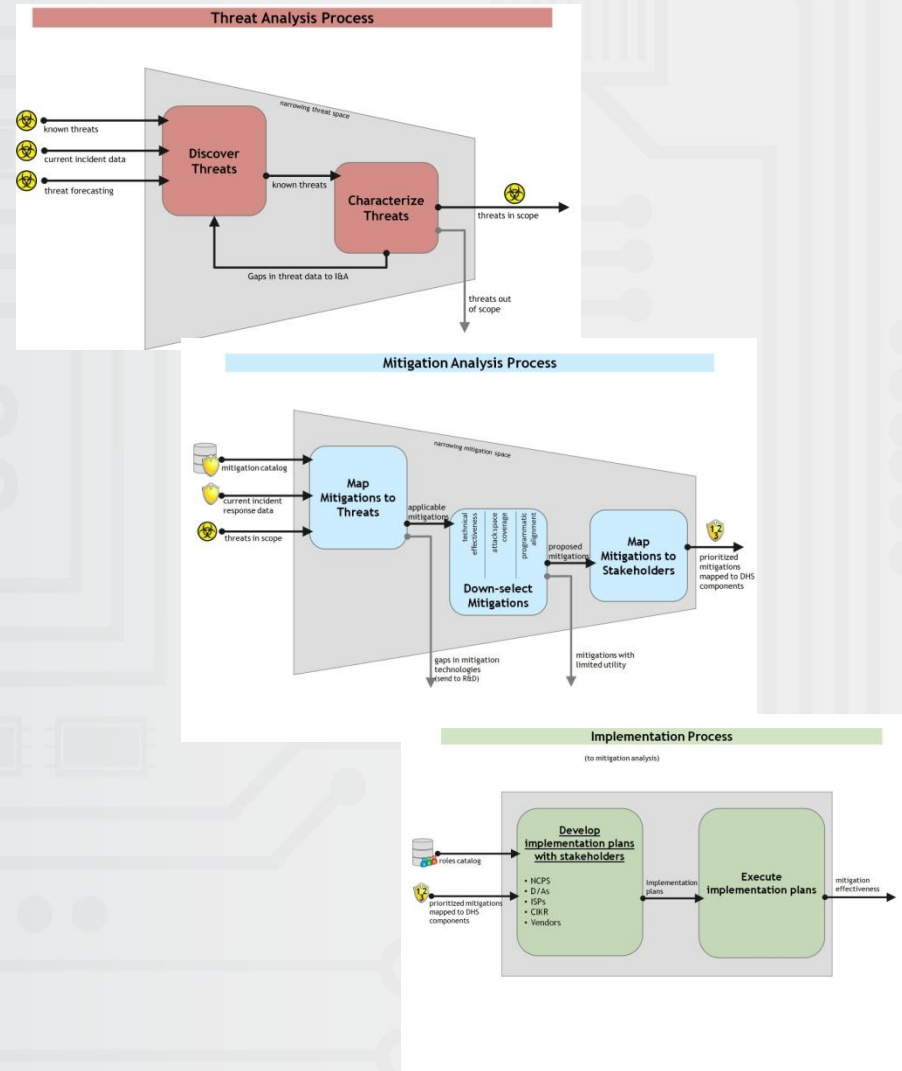 Threat Analysis Process
narrowing threat space
known threats
current incident data
threat forecasting
Discover
Threats
known threats
Characterize
Threats
threats in scope
Gaps in threat data to I&A
threats out
of scope
Mitigation Analysis Process
narrowing mitigation space
mitigation catalog
current incident
response data
threats in scope
Map
Mitigations to
Threats
applicable
mitigations
technical
effectiveness
attack space
coverage
programmatic
alignment
Down-select
Mitigations
proposed
mitigations
Map
Mitigations to
Stakeholders
1 2
3
prioritized
mitigations
mapped to DHS
components
gaps in mitigation
technologies
(send to R&D)
mitigations with
limited utility
Implementation Process
(to mitigation analysis)
roles catalog
1 2
3
prioritized mitigations
mapped to DHS
components
Develop
implementation plans
with stakeholders
• NCPS
• D/As
• ISPs
• CIKR
• Vendors
Implementation
plans
Execute
implementation plans
mitigation
effectiveness